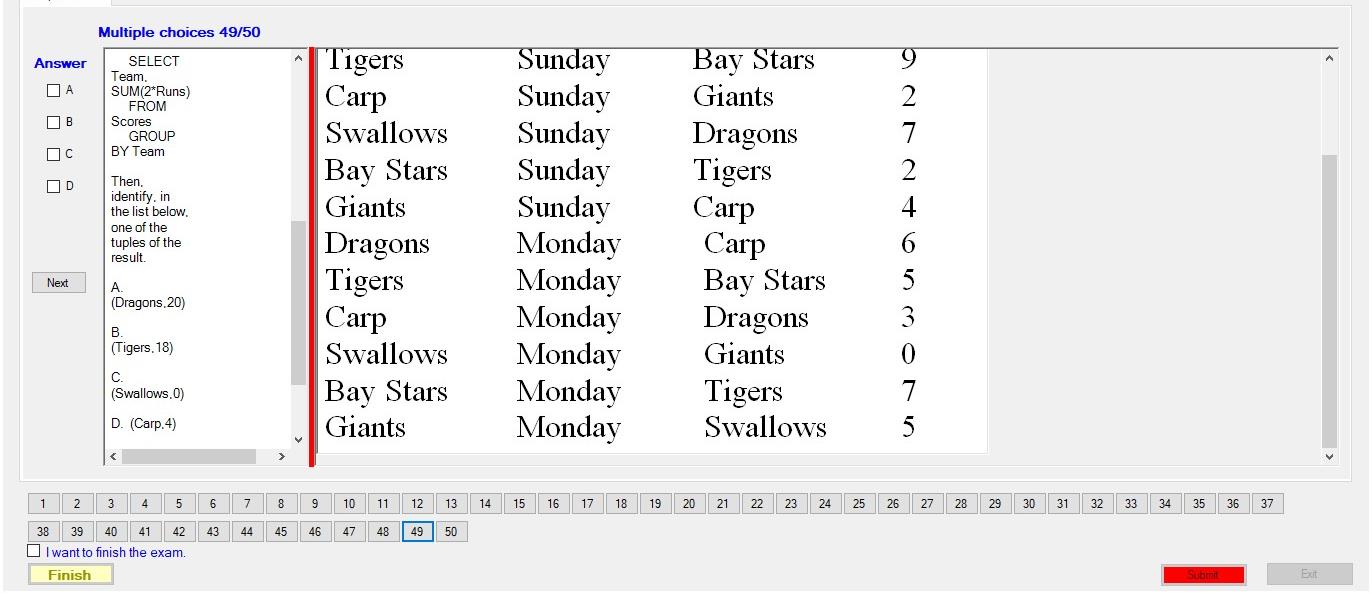 Multiple choices 49/50
Answer
A
B
C
D
Next
SELECT
Team,
SUM(2*Runs)
FROM
Scores
GROUP
BY Team
Then,
identify, in
the list below,
one of the
tuples of the
result.
A.
(Dragons,20)
B.
(Tigers,18)
C.
(Swallows,0)
D. (Carp,4)
Tigers Sunday Bay Stars 9
Carp Sunday Giants 2
Swallows Sunday Dragons 7
Bay Stars Sunday Tigers 2
Giants Sunday Carp 4
Dragons Monday Carp 6
Tigers Monday Bay Stars 5
Carp Monday Dragons 3
Swallows Monday Giants 0
Bay Stars Monday Tigers 7
Giants Monday Swallows 5
1 2 3 4 5 6 7 8 9 10 11 12 13 14 15 16 17 18 19 20 21 22 23 24 25 26 27 28 29 30 31 32 33 34 35 36 37
38 39 40 41 42 43 44 45 46 47 48 49 50
I want to finish the exam.
Finish
Submit
Exit